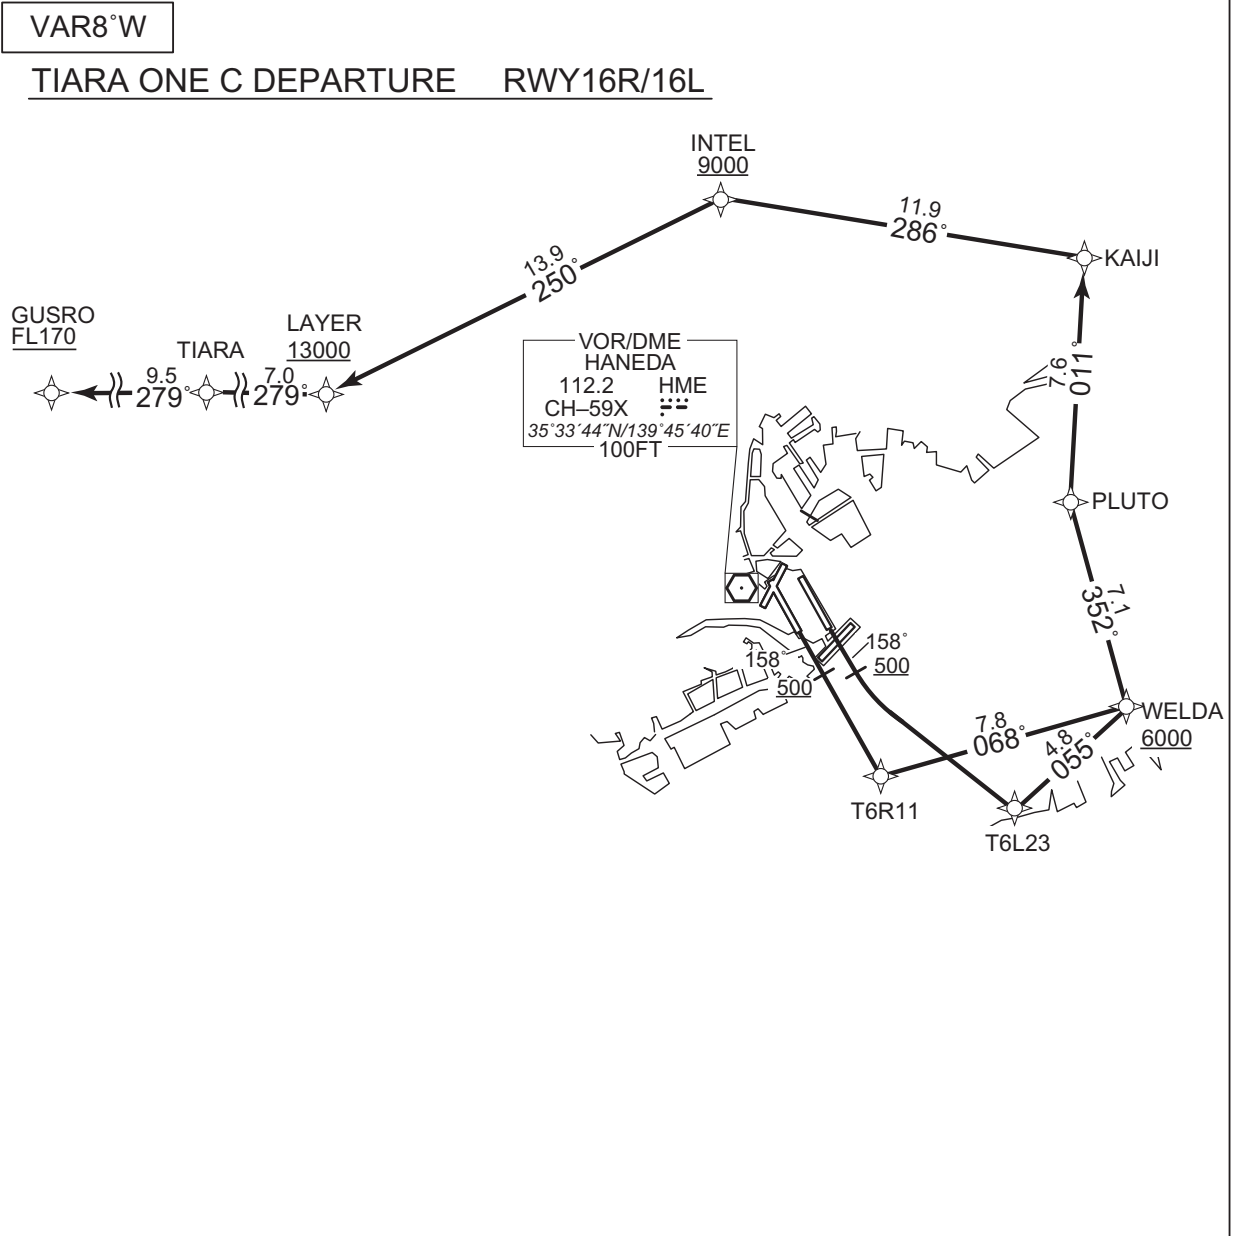 VAR8°W
TIARA ONE C DEPARTURE RWY16R/16L
INTEL
9000
11.9
286°
KAIJI
13.9
250°
GUSRO
FL170
TIARA
LAYER
13000
9.5
279°
7.0
279°
VOR/DME
HANEDA
112.2 HME
CH–59X
35°33´44˝N/139°45´40˝E
100FT
7.6
011°
PLUTO
7.1
352°
158°
500
158°
500
WELDA
6000
7.8
068°
4.8
055°
T6R11
T6L23